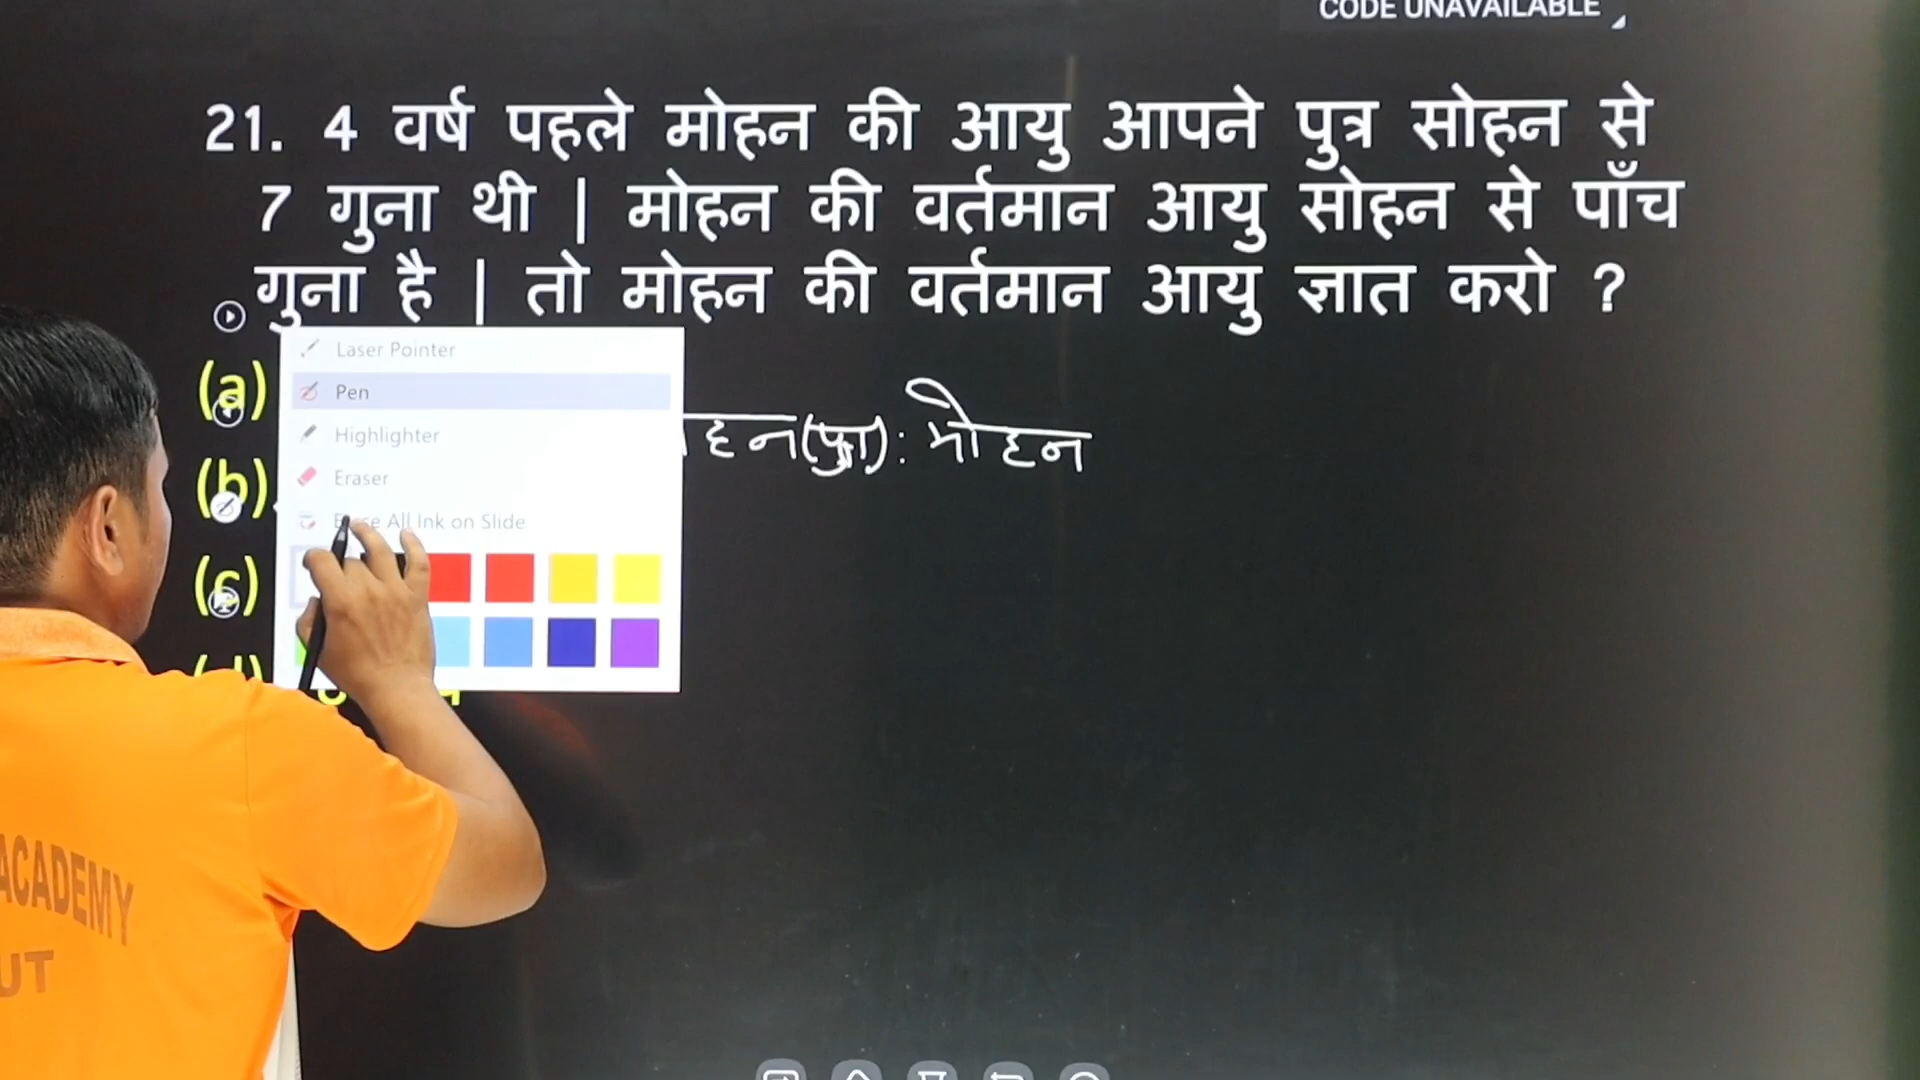 CODE UNAVAILABLE
21. 4 वर्ष पहले मोहन की आयु आपने पुत्र सोहन से
7 गुना थी | मोहन की वर्तमान आयु सोहन से पाँच
गुना है | तो मोहन की वर्तमान आयु ज्ञात करो ?
Laser Pointer
(a)
Pen
हन(पुत्र): मोहन
Highlighter
(b)
Eraser
Erase All Ink on Slide
(c)
(d)
ACADEMY
UT